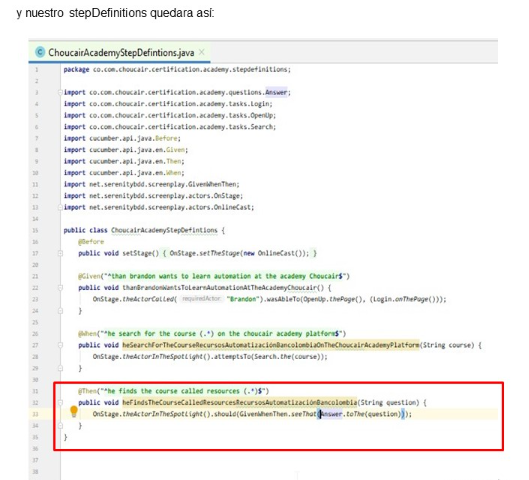 y nuestro stepDefinitions quedara así:
ChoucairAcademyStepDefintions.java
1 package co.com.choucair.certification.academy.stepdefinitions;
2
3 import co.com.choucair.certification.academy.questions.Answer;
4 import co.com.choucair.certification.academy.tasks.Login;
5 import co.com.choucair.certification.academy.tasks.OpenUp;
6 import co.com.choucair.certification.academy.tasks.Search;
7 import cucumber.api.java.Before;
8 import cucumber.api.java.en.Given;
9 import cucumber.api.java.en.Then;
10 import cucumber.api.java.en.When;
11 import net.serenitybdd.screenplay.GivenWhenThen;
12 import net.serenitybdd.screenplay.actors.OnStage;
13 import net.serenitybdd.screenplay.actors.OnlineCast;
14
15 public class ChoucairAcademyStepDefintions {
16 @Before
17 public void setStage() { OnStage.setTheStage(new OnlineCast()); }
20
21 @Given("^than brandon wants to learn automation at the academy Choucair$")
22 public void thanBrandonWantsToLearnAutomationAtTheAcademyChoucair() {
23 OnStage.theActorCalled( requiredActor: "Brandon").wasAbleTo(OpenUp.thePage(), (Login.onThePage()));
24 }
25
26 @When("^he search for the course (.*) on the choucair academy platform$")
27 public void heSearchForTheCourseRecursosAutomatizaciónBancolombiaOnTheChoucairAcademyPlatform(String course) {
28 OnStage.theActorInTheSpotlight().attemptsTo(Search.the(course));
29 }
30
31 @Then("^he finds the course called resources (.*)$")
32 public void heFindsTheCourseCalledResourcesRecursosAutomatizaciónBancolombia(String question) {
33 OnStage.theActorInTheSpotlight().should(GivenWhenThen.seeThat(Answer.toThe(question)));
34 }
35 }
36
37
38